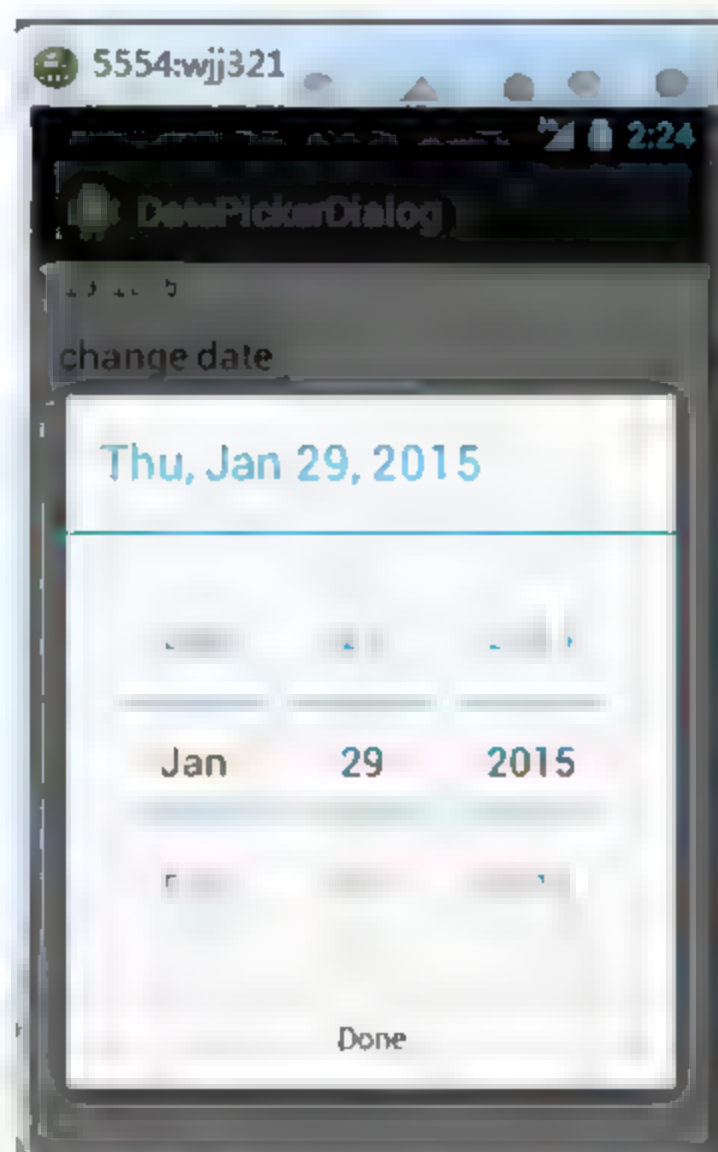 5554:wjj321
2:24
DatePickerDialog
change date
Thu, Jan 29, 2015
Jan 29 2015
Done